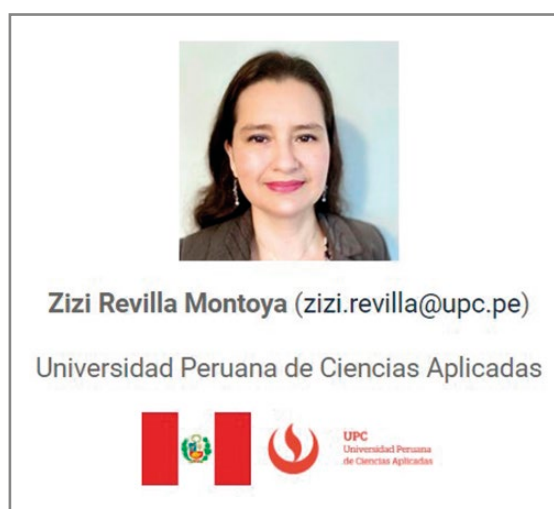 Zizi Revilla Montoya (zizi.revilla@upc.pe)
Universidad Peruana de Ciencias Aplicadas
UPC
Universidad Peruana
de Ciencias Aplicadas